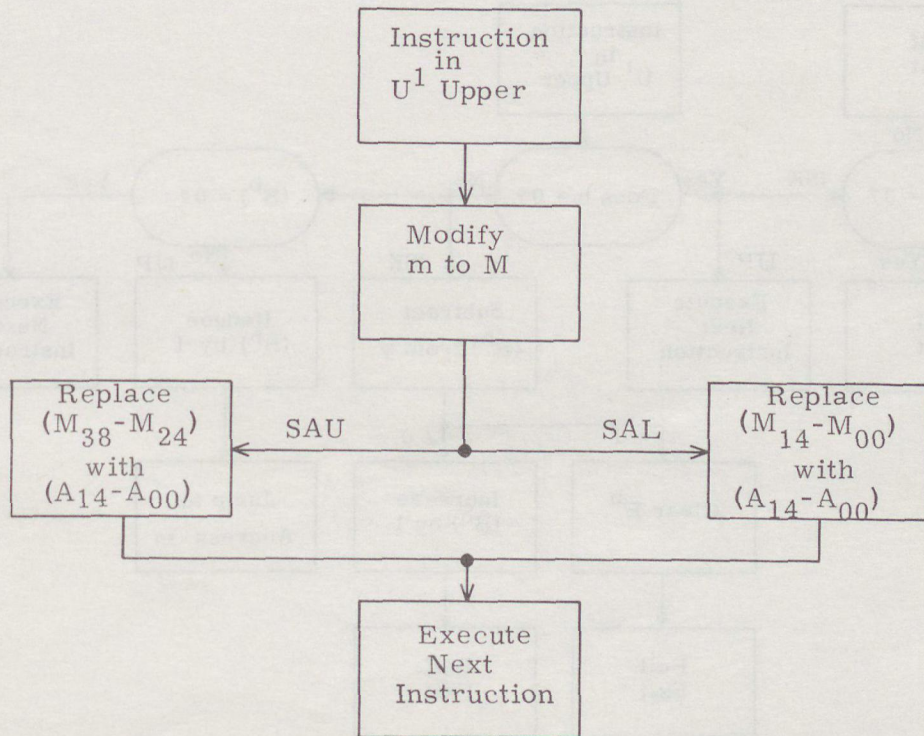 Instruction
in
U¹ Upper
Modify
m to M
Replace
(M₃₈-M₂₄)
with
(A₁₄-A₀₀)
SAU
SAL
Replace
(M₁₄-M₀₀)
with
(A₁₄-A₀₀)
Execute
Next
Instruction